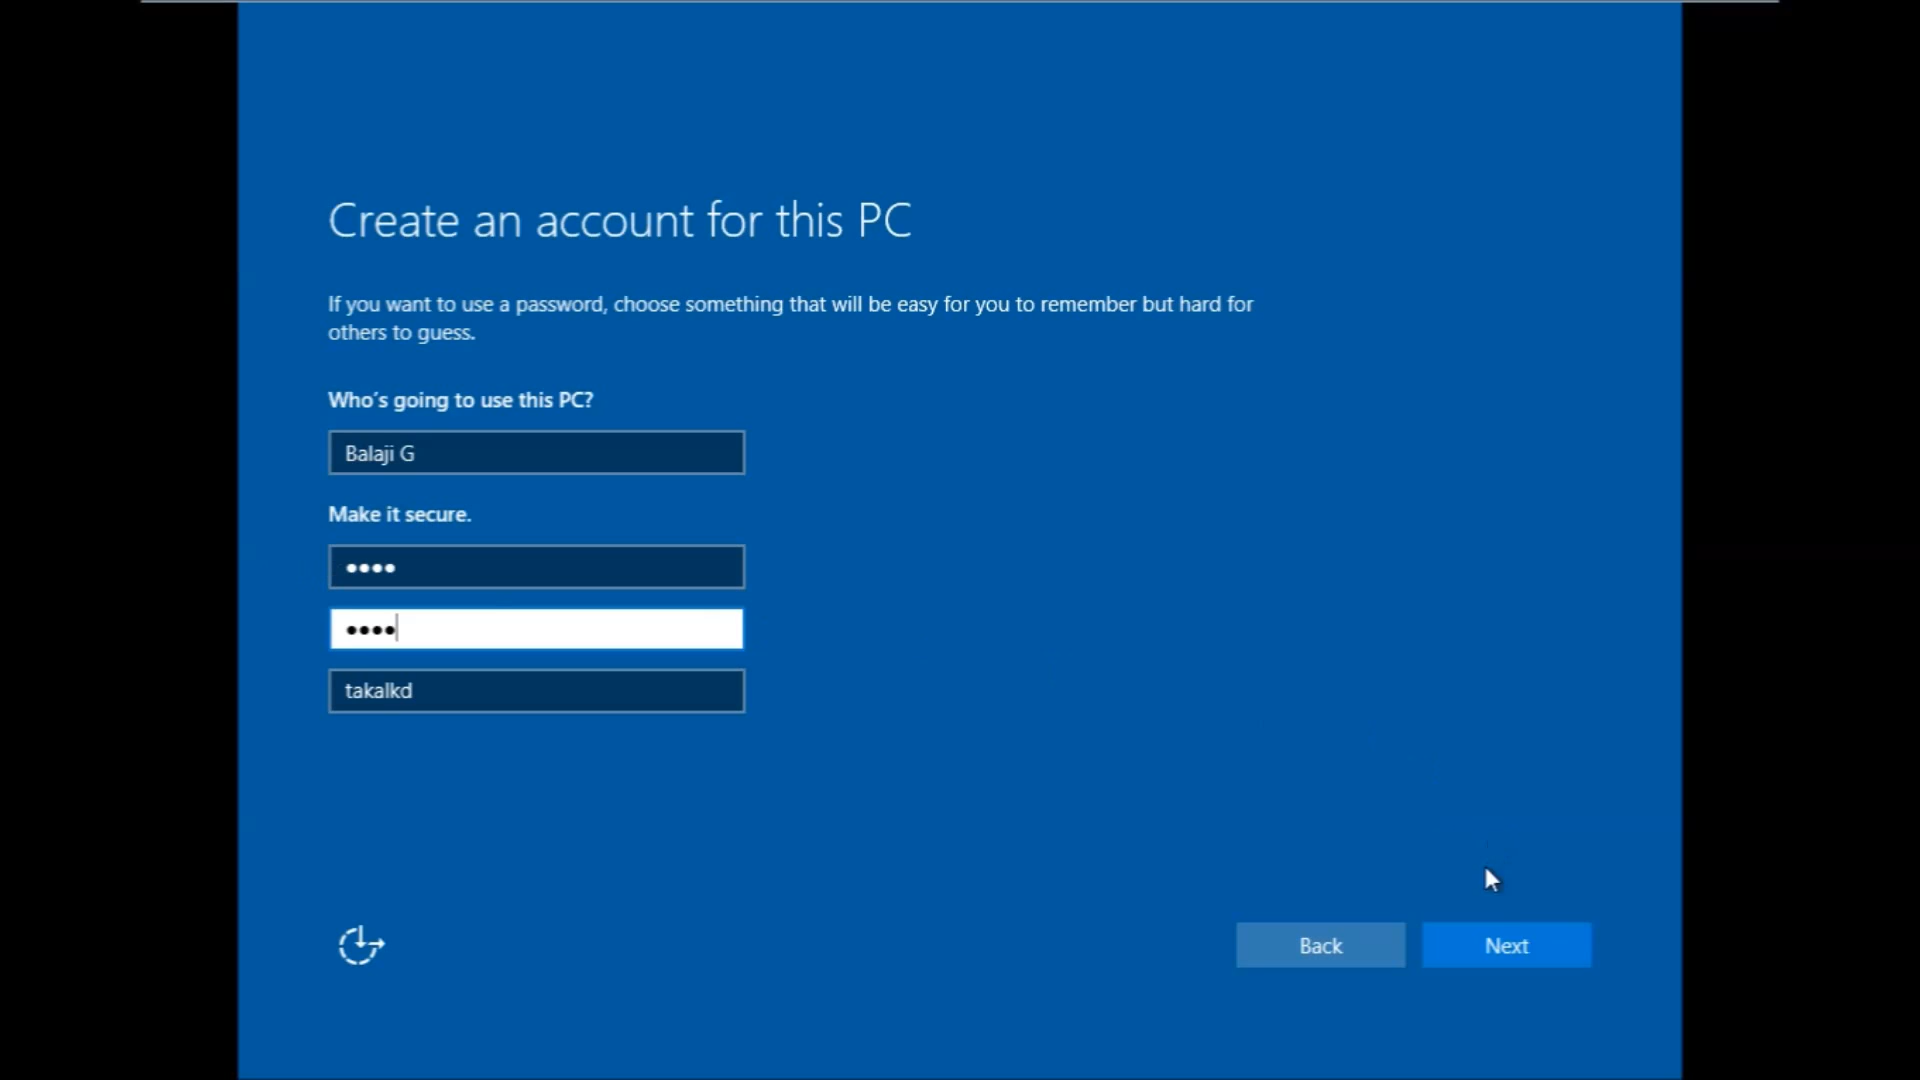 Create an account for this PC
If you want to use a password, choose something that will be easy for you to remember but hard for
others to guess.
Who's going to use this PC?
Balaji G
Make it secure.
••••
••••
takalkd
Back
Next